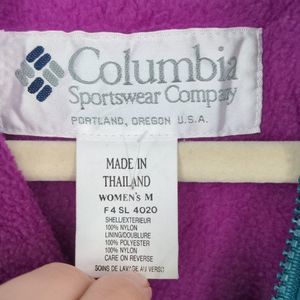 Columbia
Sportswear Company
PORTLAND, OREGON U.S.A.
MADE IN
THAILAND
WOMEN'S M
F4 SL 4020
SHELL/EXTERIEUR
100% NYLON
LINING/DOUBLURE
100% POLYESTER
100% NYLON
CARE ON REVERSE
SOINS DE LAVAGE AU VERSO